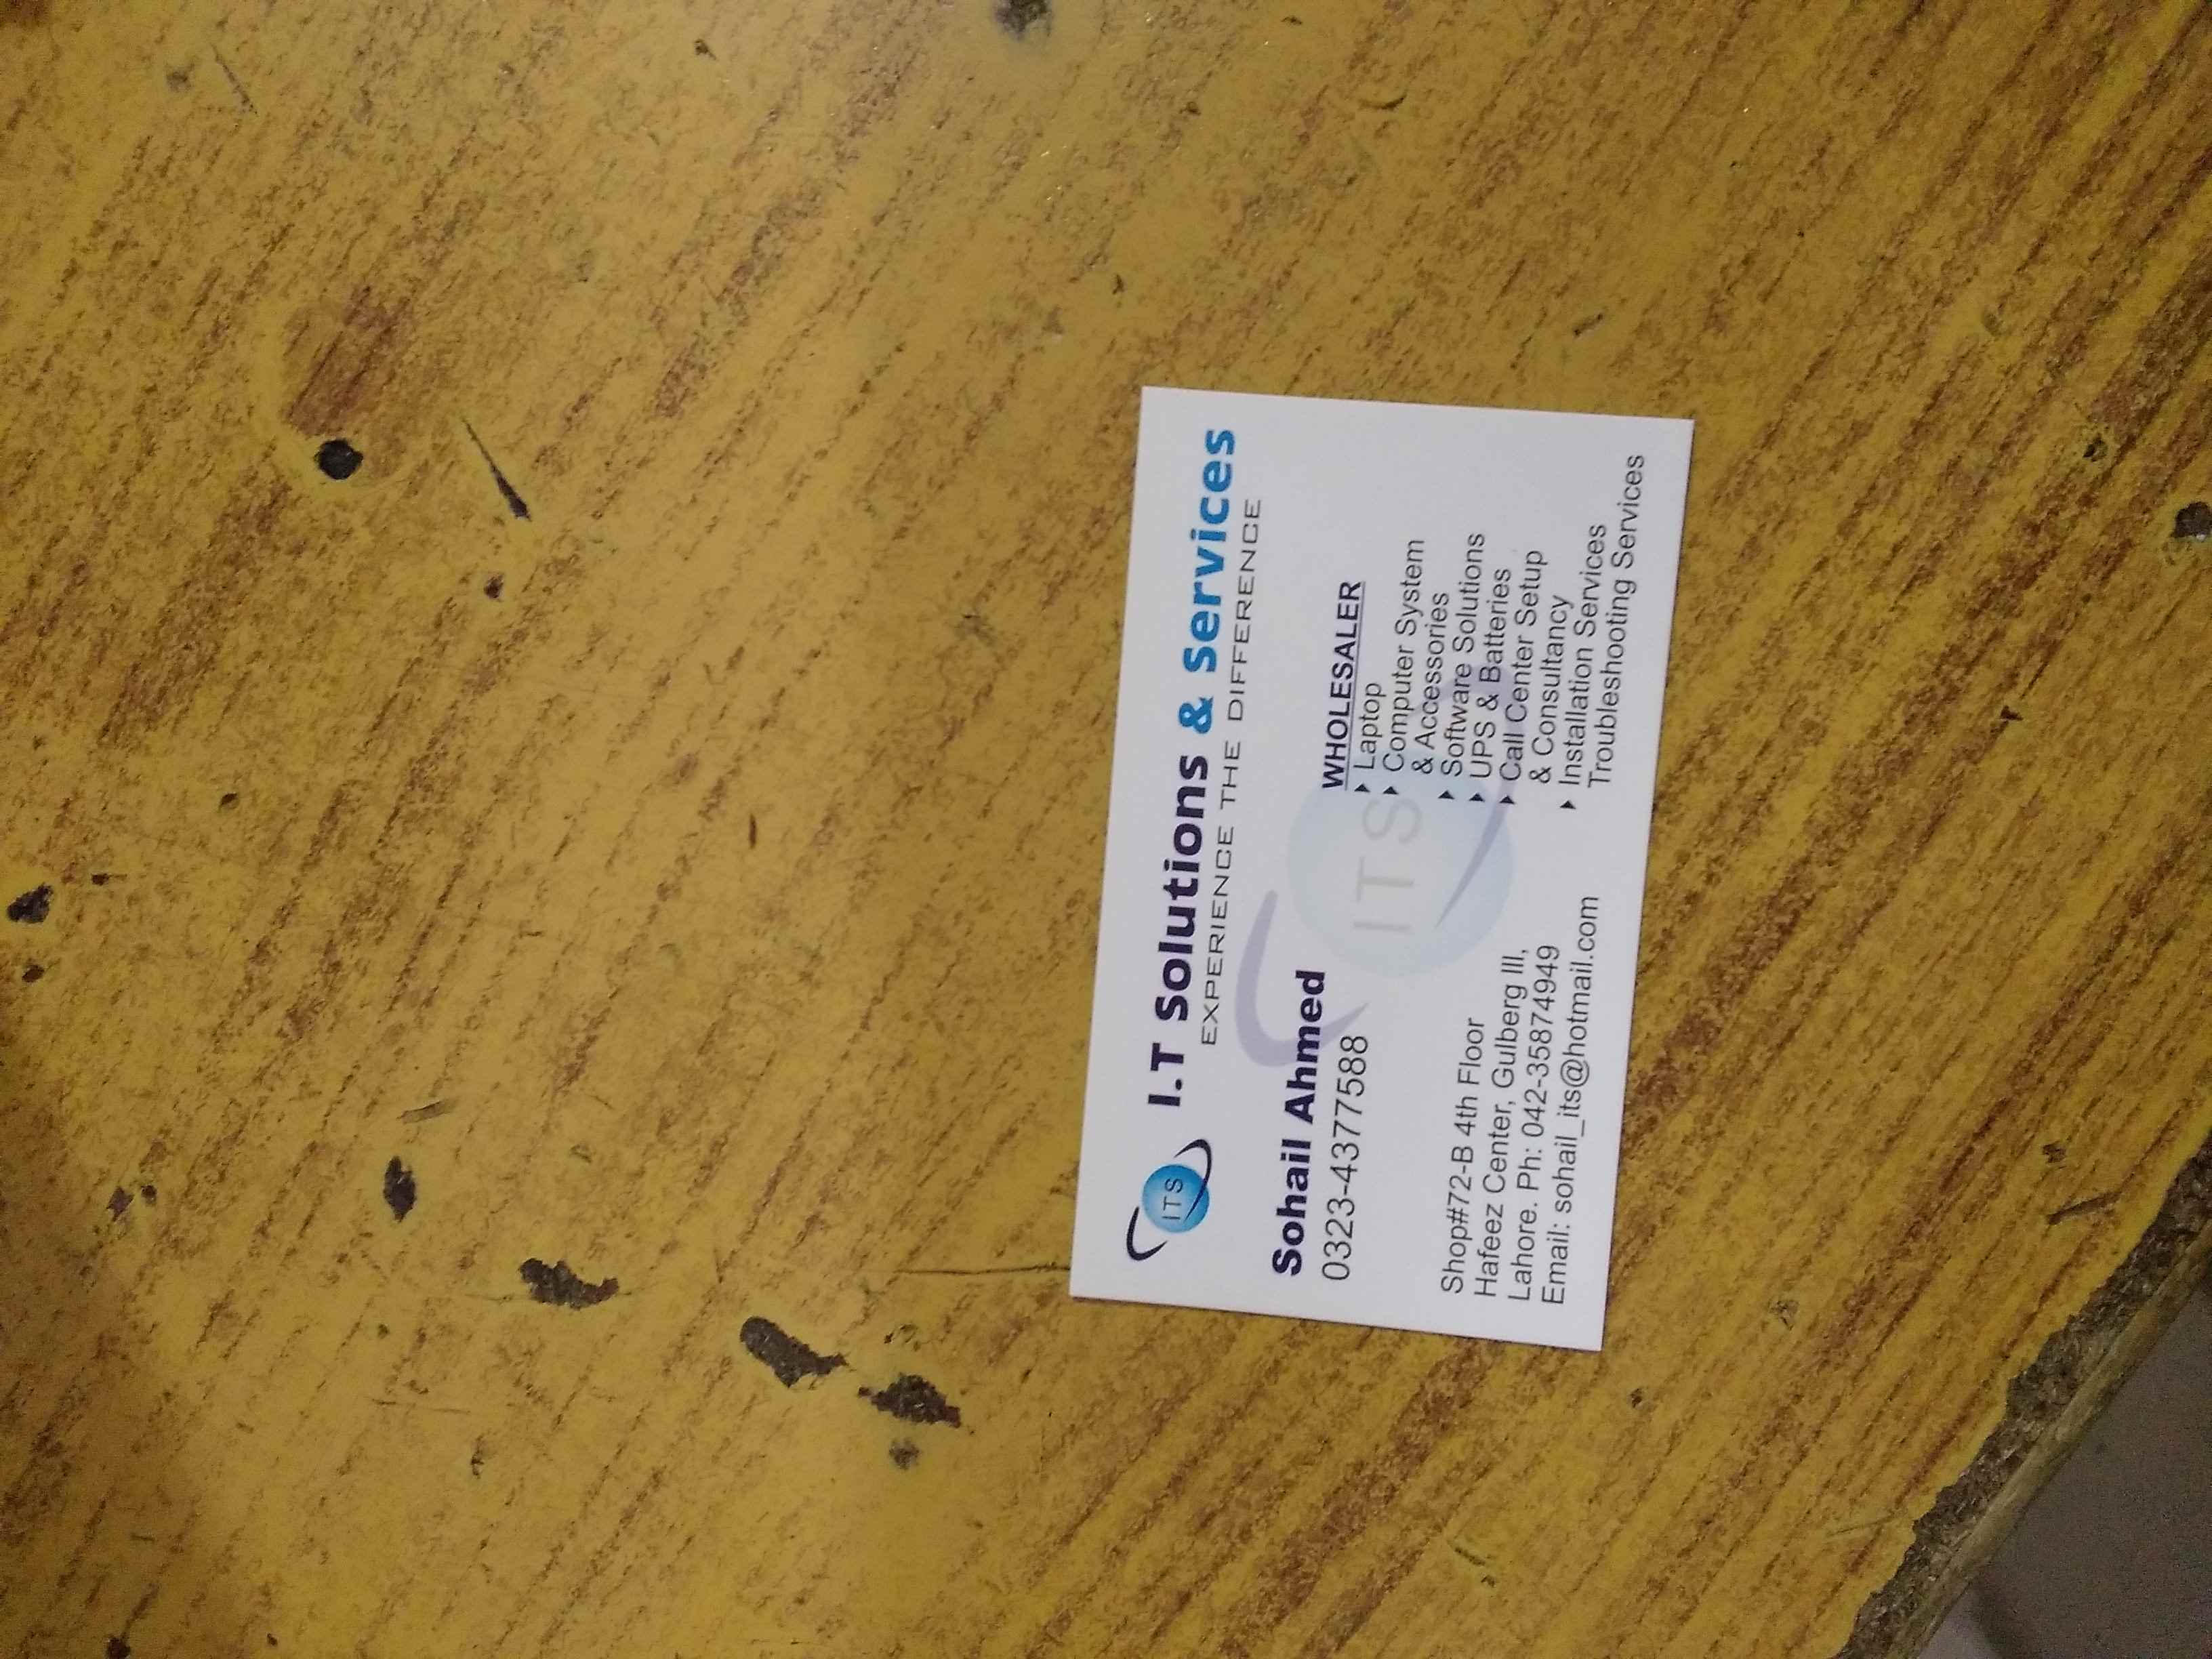 ITS
I.T Solutions & Services
EXPERIENCE THE DIFFERENCE
Sohail Ahmed
0323-4377588
Shop#72-B 4th Floor
Hafeez Center, Gulberg III,
Lahore. Ph: 042-35874949
Email: sohail_its@hotmail.com
ITS
WHOLESALER
Laptop
Computer System
& Accessories
Software Solutions
UPS & Batteries
Call Center Setup
& Consultancy
Installation Services
Troubleshooting Services